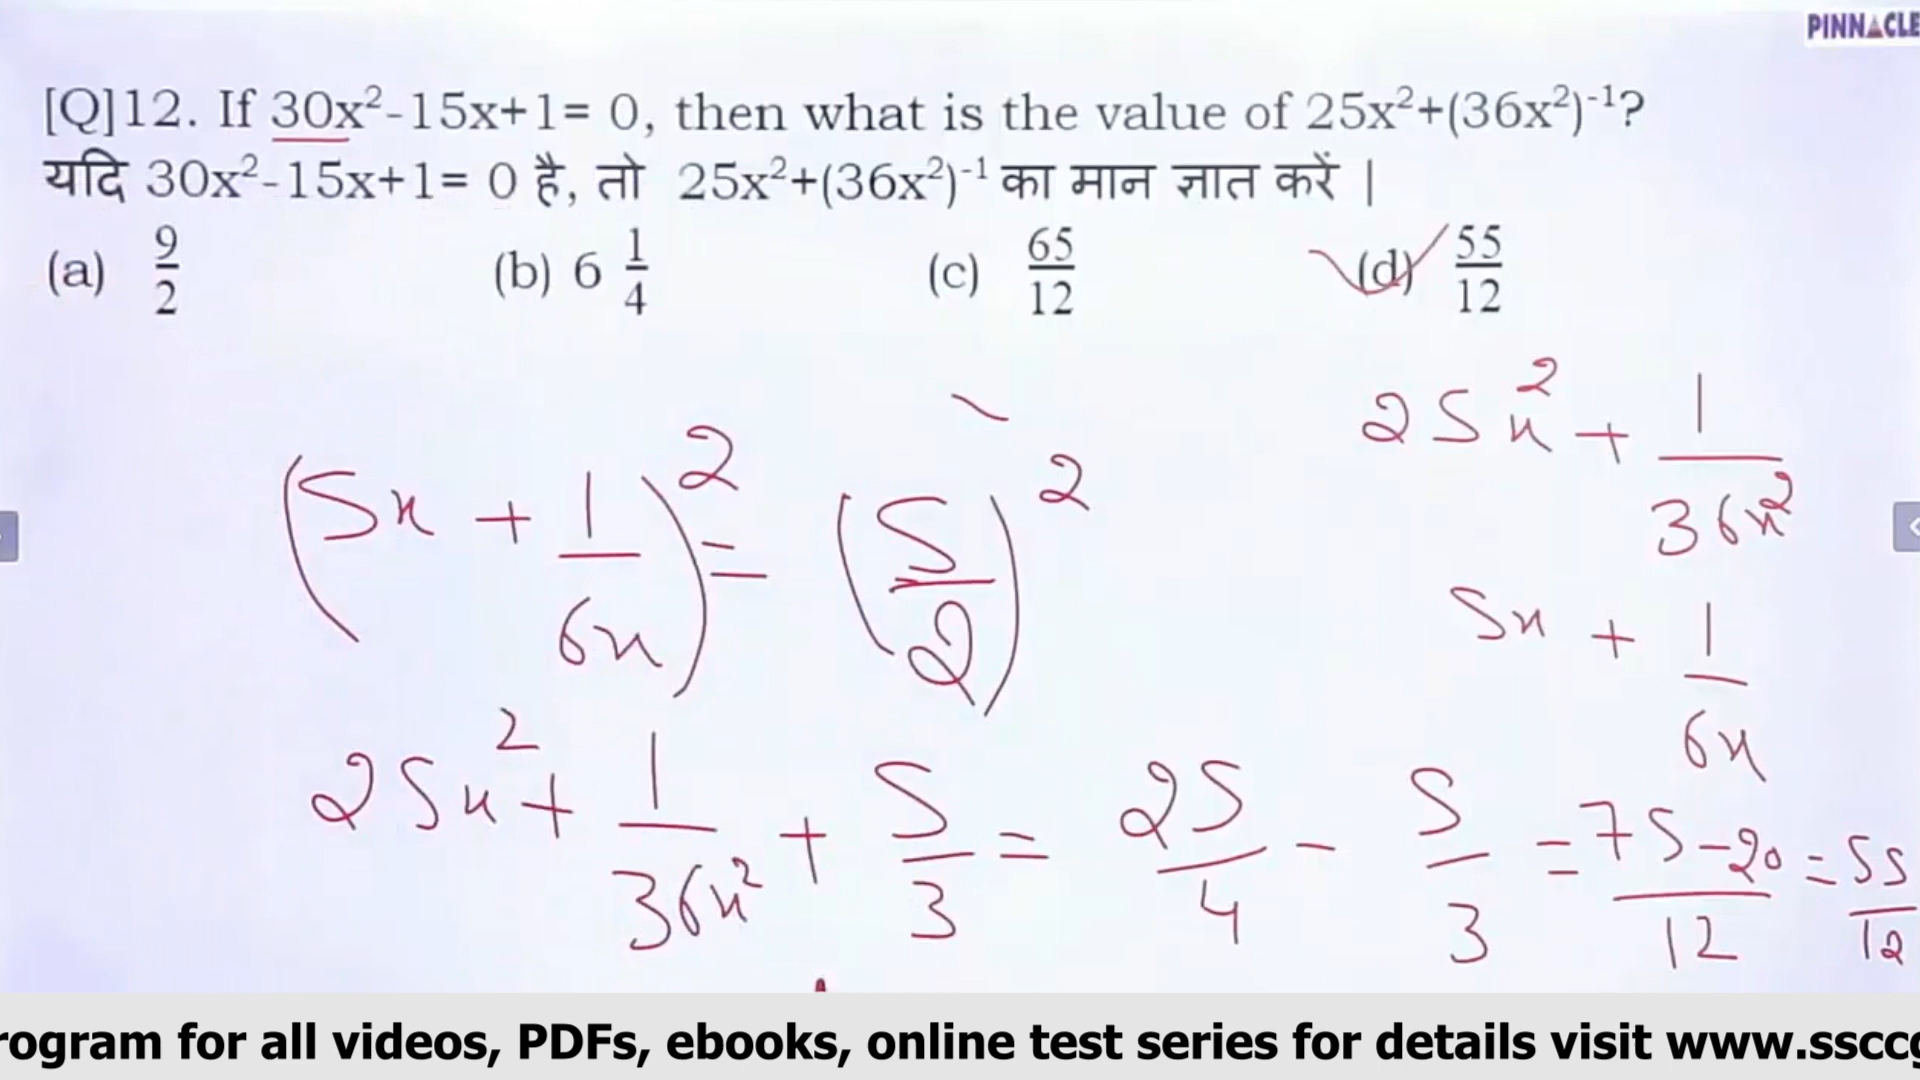 PINNACLE
[Q]12. If 30x²-15x+1= 0, then what is the value of 25x²+(36x²)⁻¹?
यदि 30x²-15x+1= 0 है, तो 25x²+(36x²)⁻¹ का मान ज्ञात करें |
(a) 9/2 (b) 6 1/4 (c) 65/12 (d) 55/12
25x² + 1/36x²
(5x + 1/6x)² = (5/2)²
5x + 1/6x
25x² + 1/36x² + 5/3 = 25/4 - 5/3 = 75-20/12 = 55/12
for all videos, PDFs, ebooks, online test series for details visit